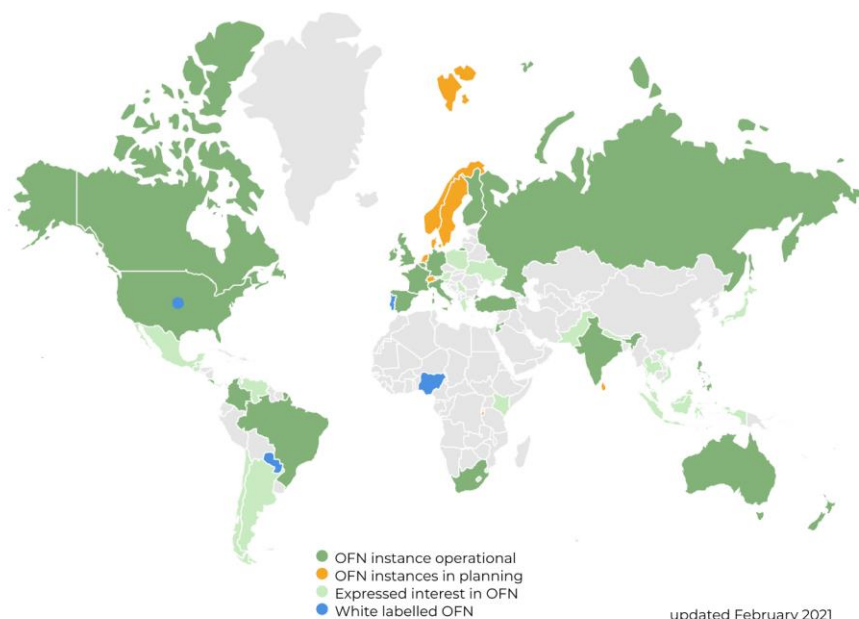 OFN instance operational
OFN instances in planning
Expressed interest in OFN
White labelled OFN
updated February 2021